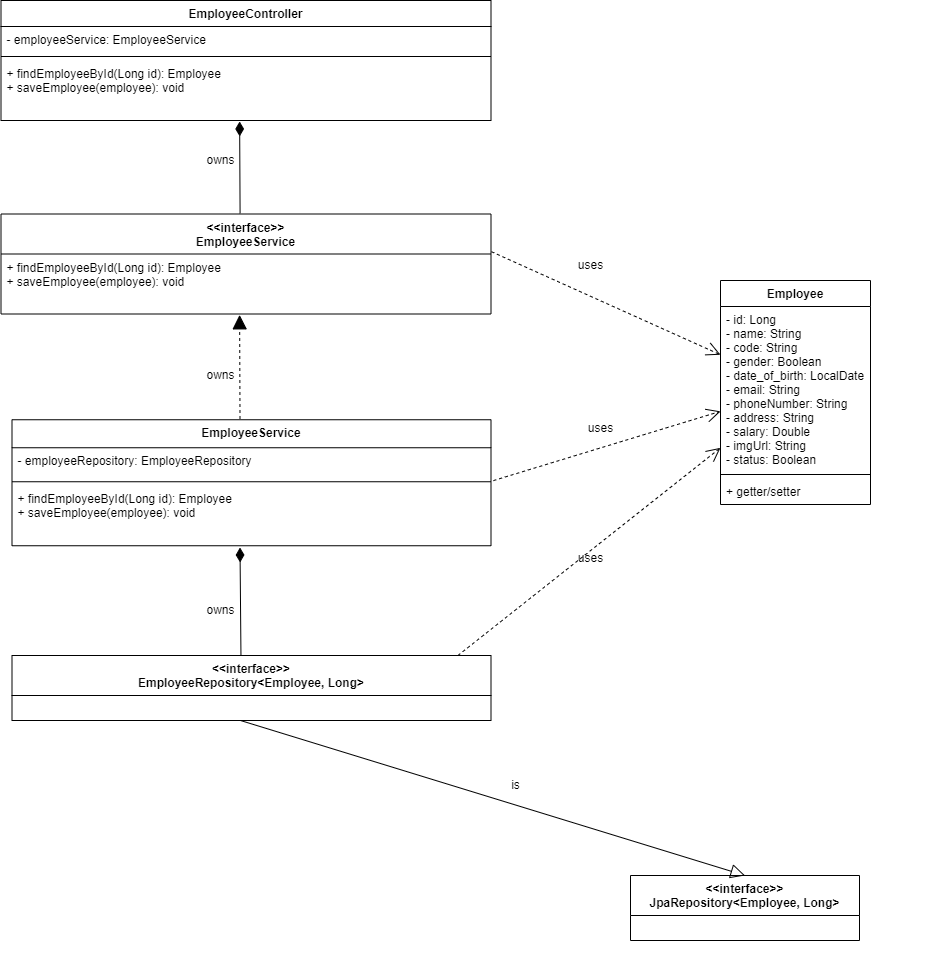 EmployeeController
- employeeService: EmployeeService
+ findEmployeeById(Long id): Employee
+ saveEmployee(employee): void
owns
<<interface>>
EmployeeService
+ findEmployeeById(Long id): Employee
+ saveEmployee(employee): void
uses
Employee
- id: Long
- name: String
- code: String
- gender: Boolean
- date_of_birth: LocalDate
- email: String
- phoneNumber: String
- address: String
- salary: Double
- imgUrl: String
- status: Boolean
+ getter/setter
owns
EmployeeService
- employeeRepository: EmployeeRepository
+ findEmployeeById(Long id): Employee
+ saveEmployee(employee): void
uses
uses
owns
<<interface>>
EmployeeRepository<Employee, Long>
is
<<interface>>
JpaRepository<Employee, Long>